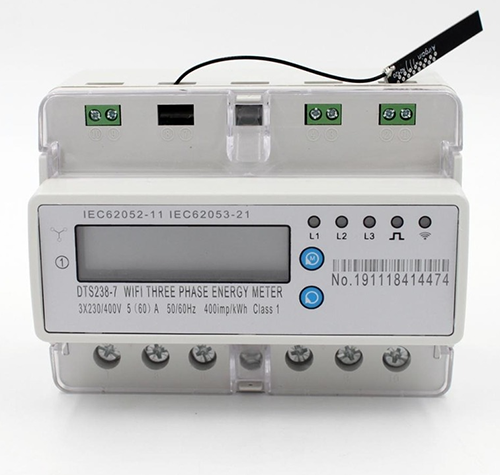 IEC62052-11 IEC62053-21
L1 L2 L3
M
1
No.191118414474
DTS238-7 WIFI THREE PHASE ENERGY METER
3X230/400V 5(60)A 50/60Hz 400imp/kWh Class 1